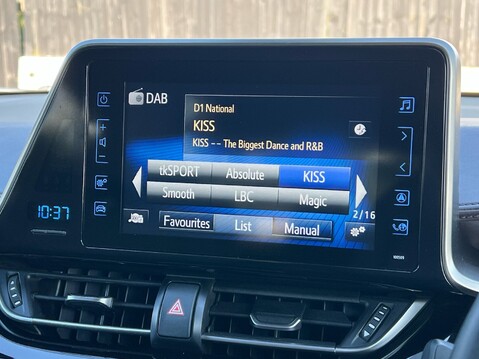 DAB
D1 National
KISS
KISS -- The Biggest Dance and R&B
tkSPORT Absolute KISS
Smooth LBC Magic
2/16
Favourites List Manual
10:37